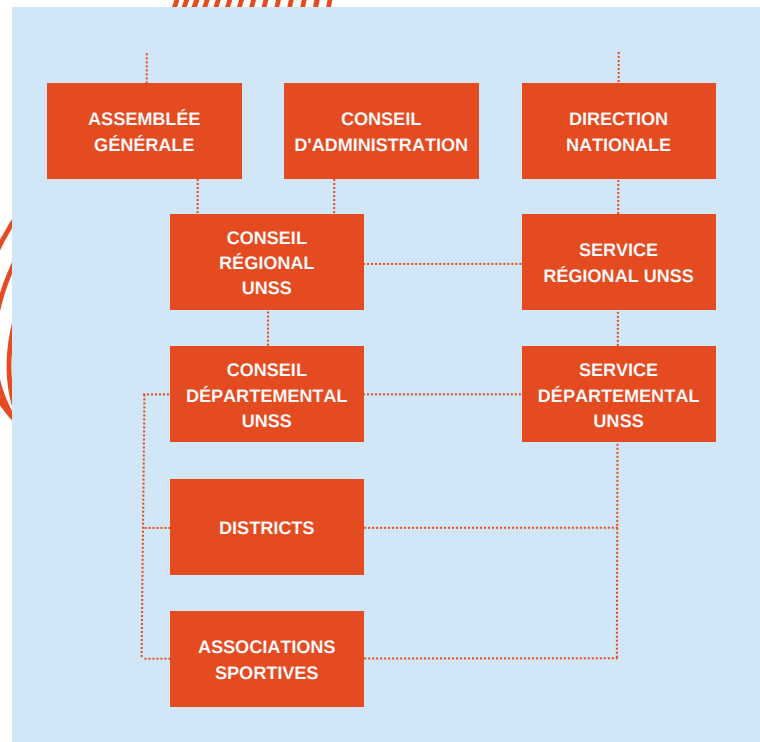 ASSEMBLÉE
GÉNÉRALE
CONSEIL
D'ADMINISTRATION
DIRECTION
NATIONALE
CONSEIL
RÉGIONAL
UNSS
SERVICE
RÉGIONAL UNSS
CONSEIL
DÉPARTEMENTAL
UNSS
SERVICE
DÉPARTEMENTAL
UNSS
DISTRICTS
ASSOCIATIONS
SPORTIVES